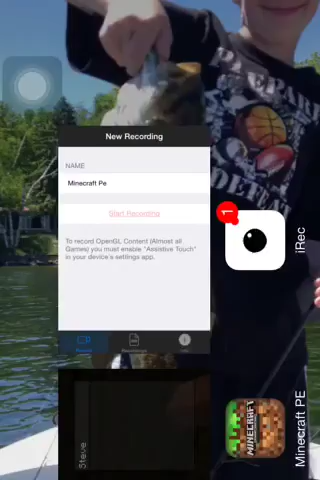 New Recording
NAME
Minecraft Pe
Start Recording
To record OpenGL Content (Almost all
Games) you must enable "Assistive Touch"
in your device's settings app.
Record
1
iRec
MINECRAFT
Minecraft PE
Steve